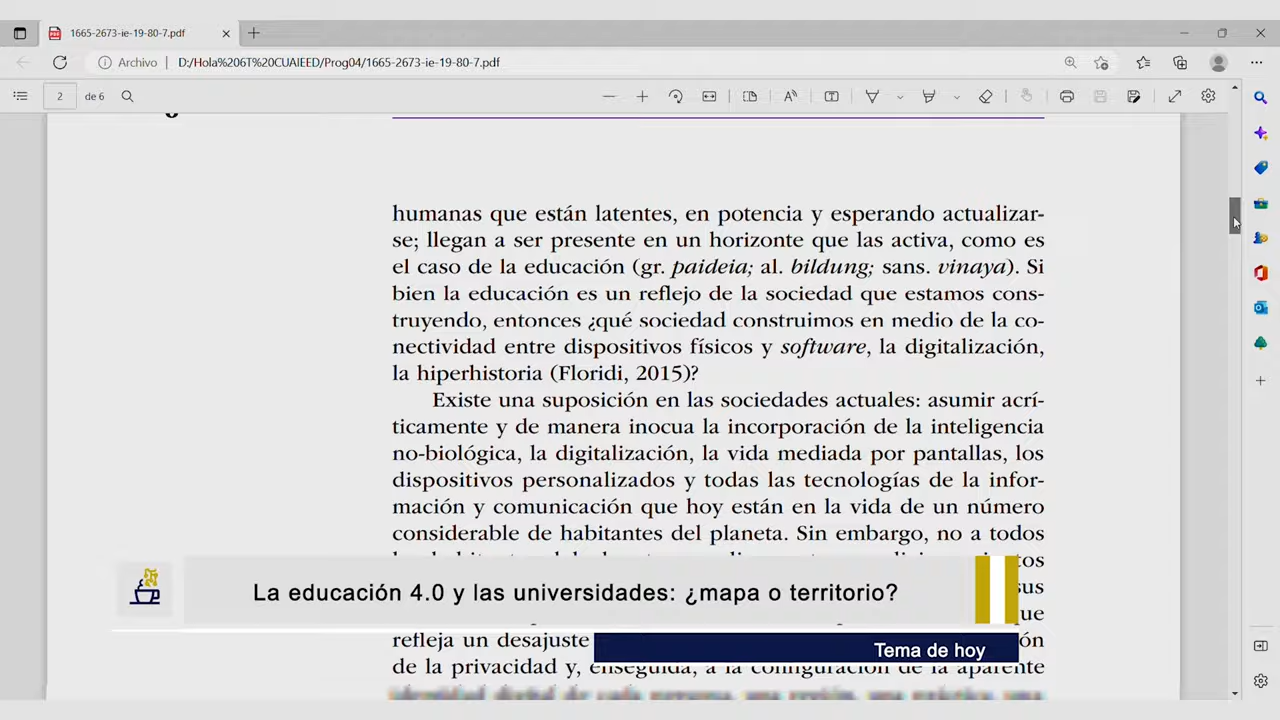 1665-2673-ie-19-80-7.pdf
Archivo
D:/Hola%206T%20CUAIEED/Prog04/1665-2673-ie-19-80-7.pdf
2
de 6
humanas que están latentes, en potencia y esperando actualizar-
se; llegan a ser presente en un horizonte que las activa, como es
el caso de la educación (gr. paideia; al. bildung; sans. vinaya). Si
bien la educación es un reflejo de la sociedad que estamos cons-
truyendo, entonces ¿qué sociedad construimos en medio de la co-
nectividad entre dispositivos físicos y software, la digitalización,
la hiperhistoria (Floridi, 2015)?
Existe una suposición en las sociedades actuales: asumir acrí-
ticamente y de manera inocua la incorporación de la inteligencia
no-biológica, la digitalización, la vida mediada por pantallas, los
dispositivos personalizados y todas las tecnologías de la infor-
mación y comunicación que hoy están en la vida de un número
considerable de habitantes del planeta. Sin embargo, no a todos
La educación 4.0 y las universidades: ¿mapa o territorio?
refleja un desajuste
Tema de hoy
de la privacidad y, enseguida, a la configuración de la aparente